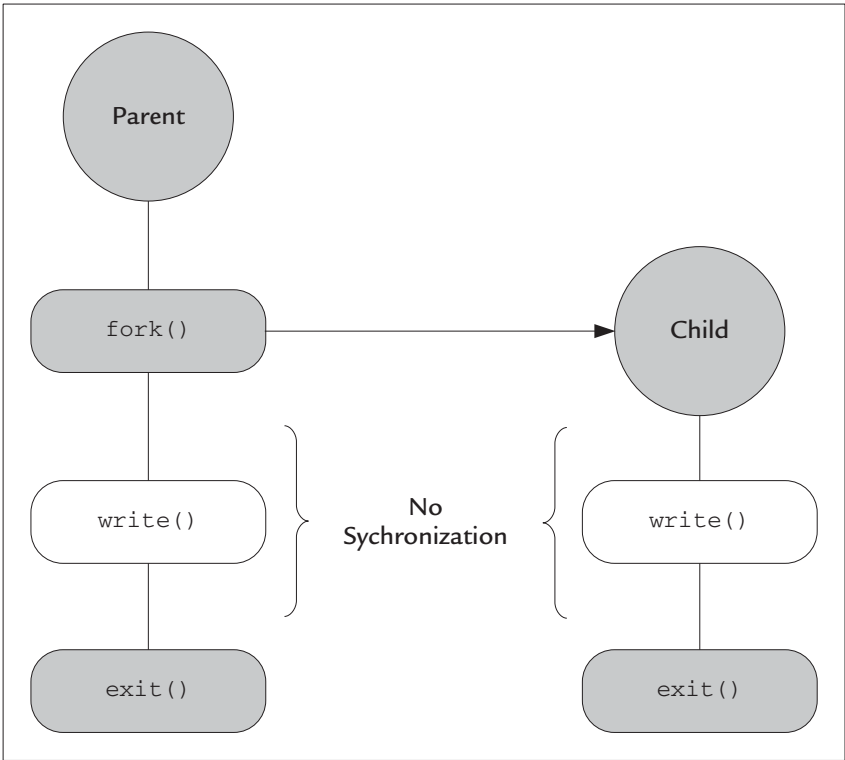 Parent
fork()
Child
write()
No
Sychronization
write()
exit()
exit()